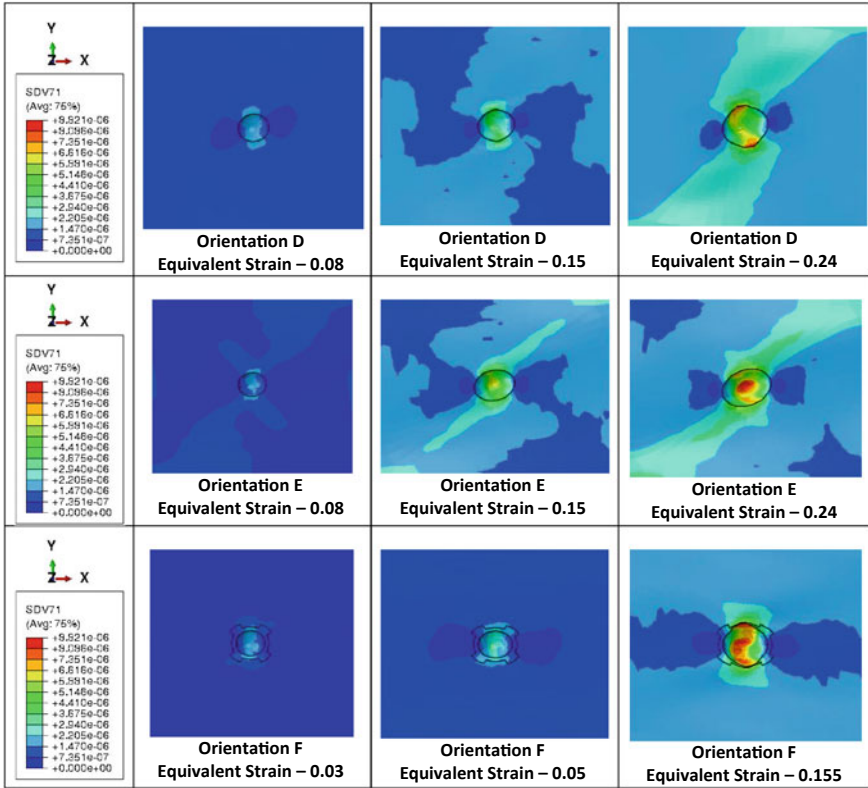 Y
Z X
SDV71
(Avg: 75%)
+8.821e-06
+8.086e-06
+7.351e-06
+6.616e-06
+5.881e-06
+5.146e-06
+4.410e-06
+3.675e-06
+2.940e-06
+2.205e-06
+1.470e-06
+7.351e-07
+0.000e+00
Orientation D
Equivalent Strain – 0.08
Orientation D
Equivalent Strain – 0.15
Orientation D
Equivalent Strain – 0.24
Y
Z X
SDV71
(Avg: 75%)
+8.821e-06
+8.086e-06
+7.351e-06
+6.616e-06
+5.881e-06
+5.146e-06
+4.410e-06
+3.675e-06
+2.940e-06
+2.205e-06
+1.470e-06
+7.351e-07
+0.000e+00
Orientation E
Equivalent Strain – 0.08
Orientation E
Equivalent Strain – 0.15
Orientation E
Equivalent Strain – 0.24
Y
Z X
SDV71
(Avg: 75%)
+8.821e-06
+8.086e-06
+7.351e-06
+6.616e-06
+5.881e-06
+5.146e-06
+4.410e-06
+3.675e-06
+2.940e-06
+2.205e-06
+1.470e-06
+7.351e-07
+0.000e+00
Orientation F
Equivalent Strain – 0.03
Orientation F
Equivalent Strain – 0.05
Orientation F
Equivalent Strain – 0.155